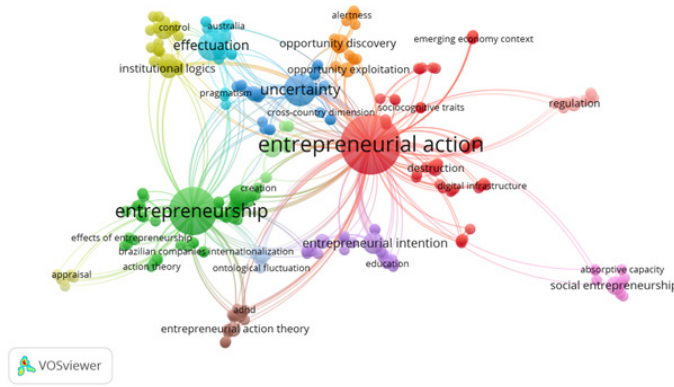 alertness
control
australia
emerging economy context
effectuation
opportunity discovery
institutional logics
opportunity exploitation
pragmatism
uncertainty
regulation
sociocognitive traits
cross-country dimension
entrepreneurial action
destruction
digital infrastructure
creation
entrepreneurship
effects of entrepreneurship
entrepreneurial intention
brazilian companies
internationalization
action theory
ontological fluctuation
education
appraisal
absorptive capacity
social entrepreneurship
adhd
entrepreneurial action theory
VOSviewer